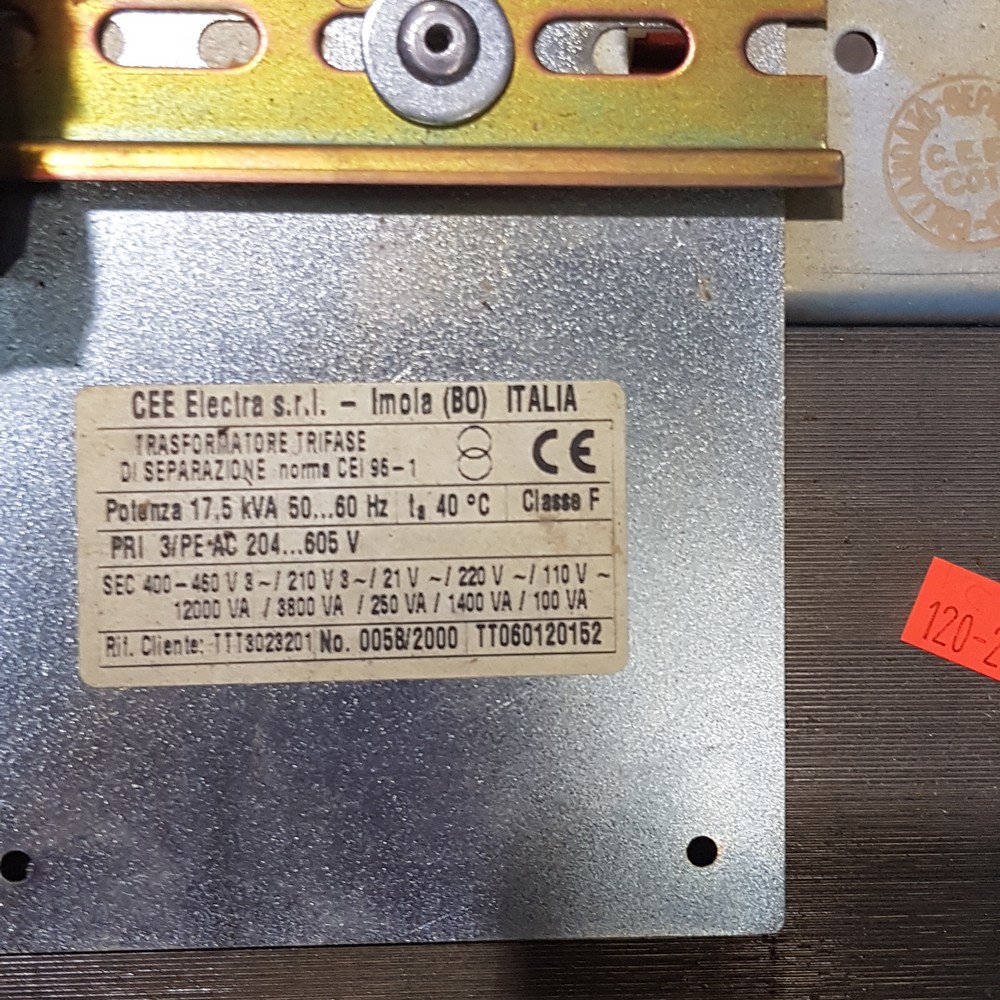 CEE Electra s.r.l. – Imola (BO) ITALIA
TRASFORMATORE TRIFASE
DI SEPARAZIONE norma CEI 96-1
CE
Potenza 17,5 kVA 50...60 Hz ta 40 °C Classe F
PRI 3/PE AC 204...605 V
SEC 400-460 V 3~/ 210 V 3~/ 21 V ~/ 220 V ~/ 110 V ~
12000 VA / 3800 VA / 250 VA / 1400 VA / 100 VA
Rif. Cliente: TTT3023201 No. 0058/2000 TT060120152
120-2
C.E.E